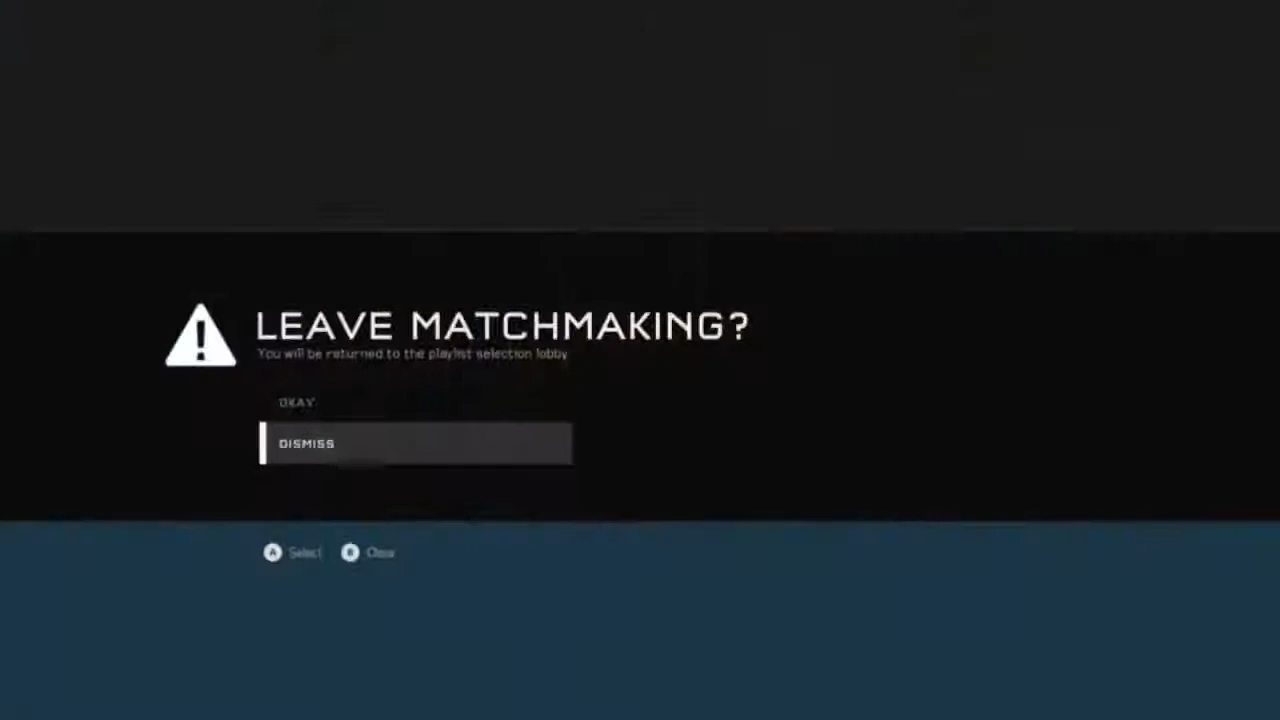 LEAVE MATCHMAKING?
You will be returned to the playlist selection lobby
OKAY
DISMISS
A Select B Close